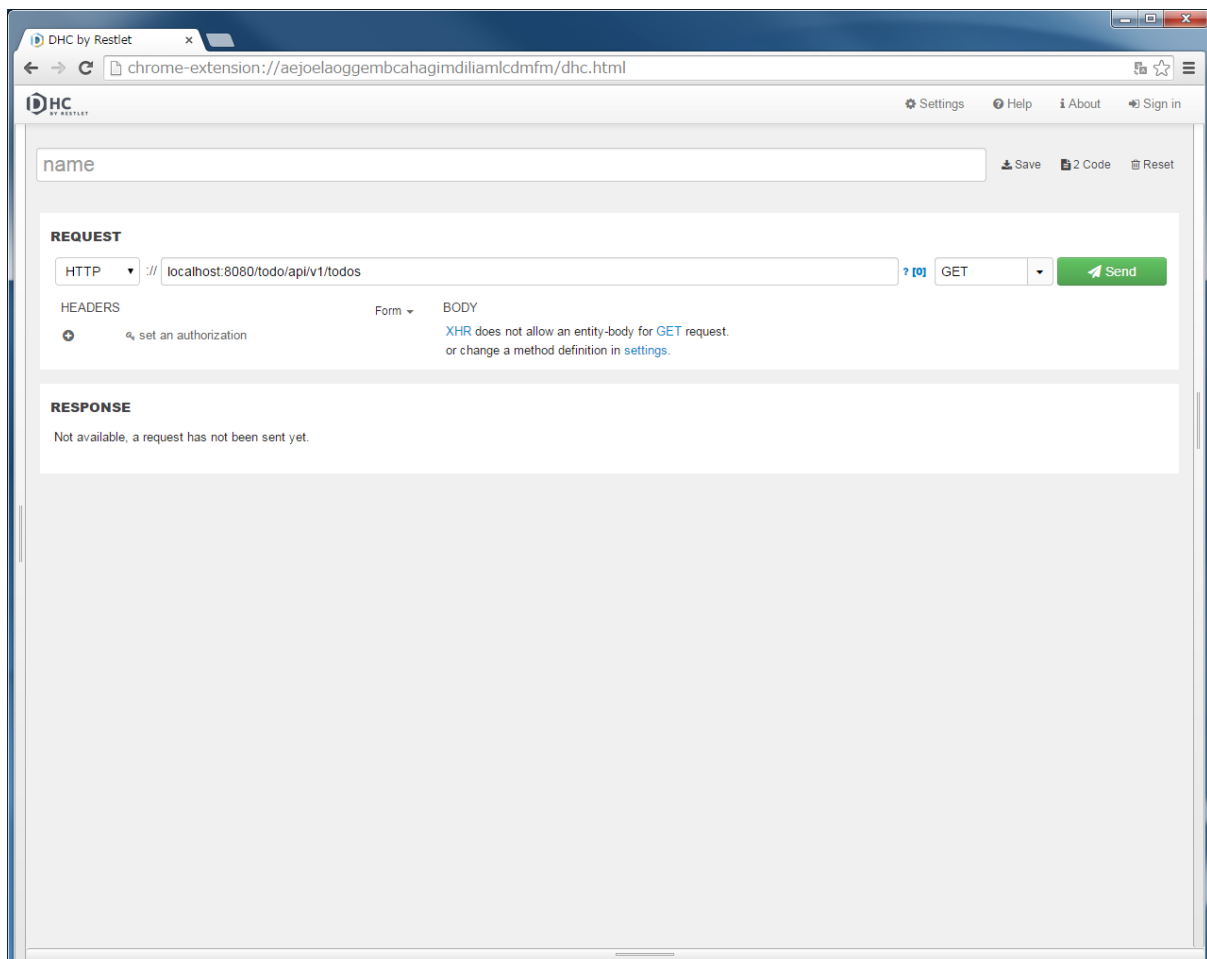 DHC by Restlet
chrome-extension://aejoelaoggembcahagimdiliamlcdmfm/dhc.html
DHC
BY RESTLET
Settings Help About Sign in
name
Save 2 Code Reset
REQUEST
HTTP :// localhost:8080/todo/api/v1/todos ? [0] GET Send
HEADERS Form BODY
set an authorization
XHR does not allow an entity-body for GET request.
or change a method definition in settings.
RESPONSE
Not available, a request has not been sent yet.